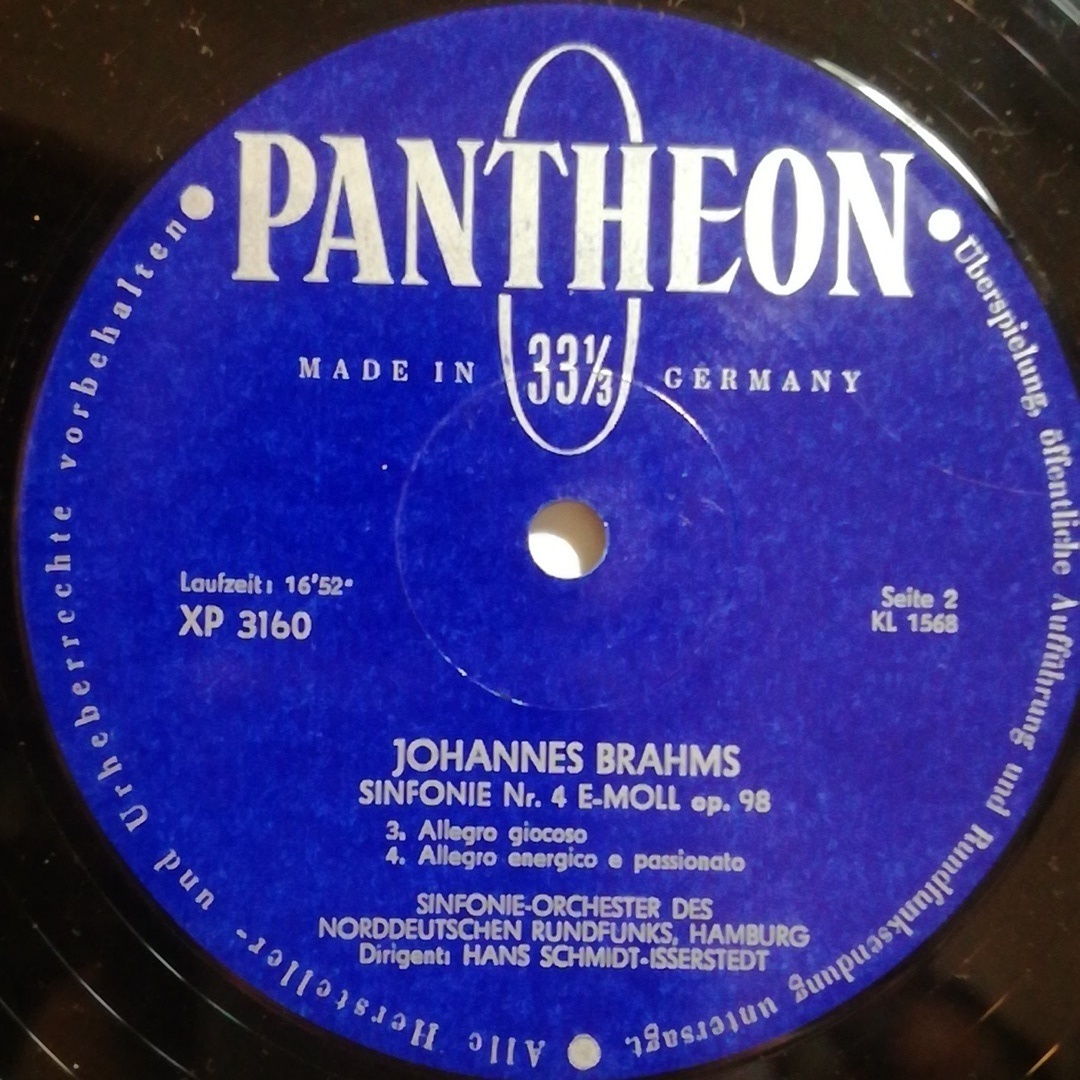 PANTHEON
MADE IN 33⅓ GERMANY
Laufzeit: 16'52"
XP 3160
Seite 2
KL 1568
JOHANNES BRAHMS
SINFONIE Nr. 4 E-MOLL op. 98
3. Allegro giocoso
4. Allegro energico e passionato
SINFONIE-ORCHESTER DES
NORDDEUTSCHEN RUNDFUNKS, HAMBURG
Dirigent: HANS SCHMIDT-ISSERSTEDT
Alle Hersteller- und Urheberrechte vorbehalten
Überspielung, öffentliche Aufführung und Rundfunksendung untersagt.